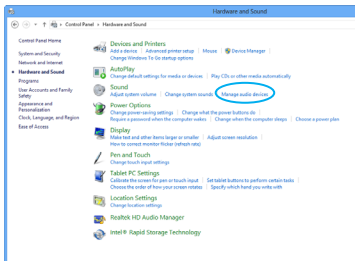 Hardware and Sound
Control Panel Hardware and Sound
Control Panel Home
System and Security
Network and Internet
Hardware and Sound
Programs
User Accounts and Family
Safety
Appearance and
Personalization
Clock, Language, and Region
Ease of Access
Devices and Printers
Add a device Advanced printer setup Mouse Device Manager
Change Windows To Go startup options
AutoPlay
Change default settings for media or devices Play CDs or other media automatically
Sound
Adjust system volume Change system sounds Manage audio devices
Power Options
Change power-saving settings Change what the power buttons do
Require a password when the computer wakes Change when the computer sleeps Choose a power plan
Display
Make text and other items larger or smaller Adjust screen resolution
How to correct monitor flicker (refresh rate)
Pen and Touch
Change touch input settings
Tablet PC Settings
Calibrate the screen for pen or touch input Set tablet buttons to perform certain tasks
Choose the order of how your screen rotates Specify which hand you write with
Location Settings
Change location settings
Realtek HD Audio Manager
Intel® Rapid Storage Technology